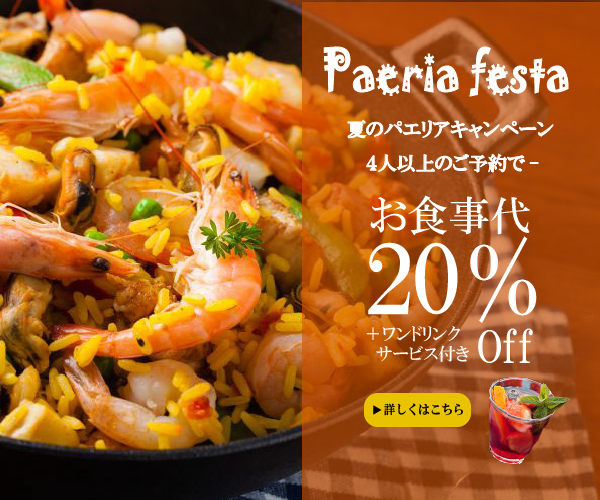 Paeria festa
夏のパエリアキャンペーン
4人以上のご予約で－
お食事代
20%
＋ワンドリンク
サービス付き Off
▶詳しくはこちら